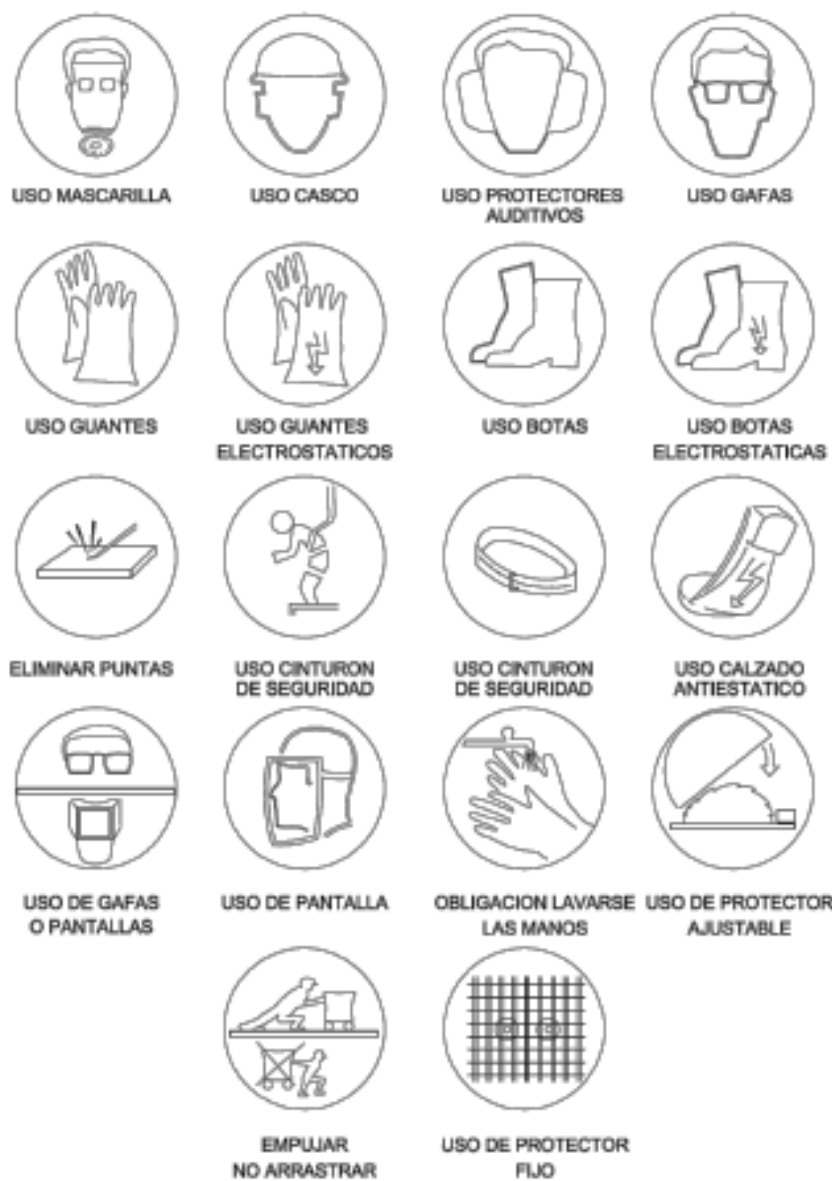 USO MASCARILLA
USO CASCO
USO PROTECTORES
AUDITIVOS
USO GAFAS
USO GUANTES
USO GUANTES
ELECTROSTATICOS
USO BOTAS
USO BOTAS
ELECTROSTATICAS
ELIMINAR PUNTAS
USO CINTURON
DE SEGURIDAD
USO CINTURON
DE SEGURIDAD
USO CALZADO
ANTIESTATICO
USO DE GAFAS
O PANTALLAS
USO DE PANTALLA
OBLIGACION LAVARSE
LAS MANOS
USO DE PROTECTOR
AJUSTABLE
EMPUJAR
NO ARRASTRAR
USO DE PROTECTOR
FIJO